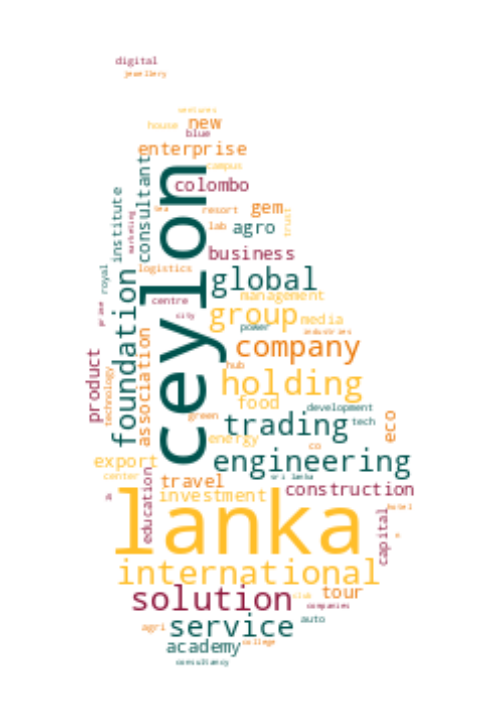 digital
jewellery
ventures
house
new
blue
enterprise
campus
consultant
colombo
ceylon
institute
tea
resort
gem
trust
marketing
lab
agro
business
logistics
royal
global
foundation
centre
management
prime
city
group
media
power
industries
association
company
product
hub
technology
holding
food
development
green
trading
tech
eco
energy
co
export
engineering
center
sri lanka
education
travel
investment
construction
lanka
hotel
capital
international
solution
club
tour
companies
agri
service
auto
academy
college
consultancy